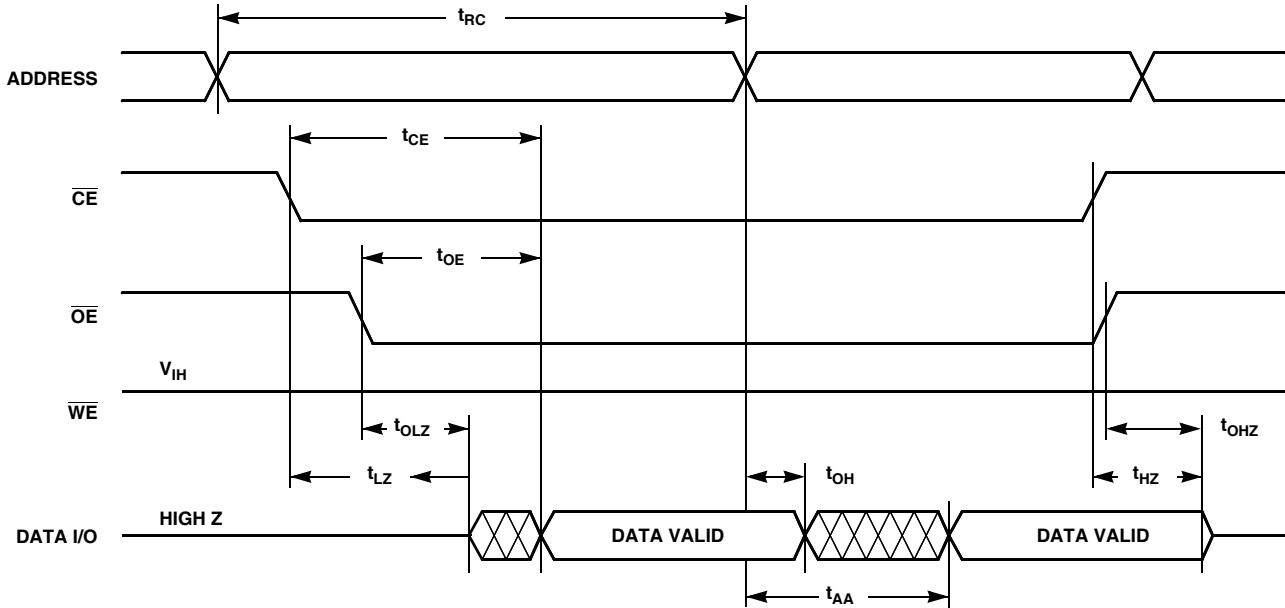 tRC
ADDRESS
tCE
CE
tOE
OE
VIH
WE
tOLZ
tOHZ
tLZ
tOH
tHZ
HIGH Z
DATA I/O
DATA VALID
DATA VALID
tAA